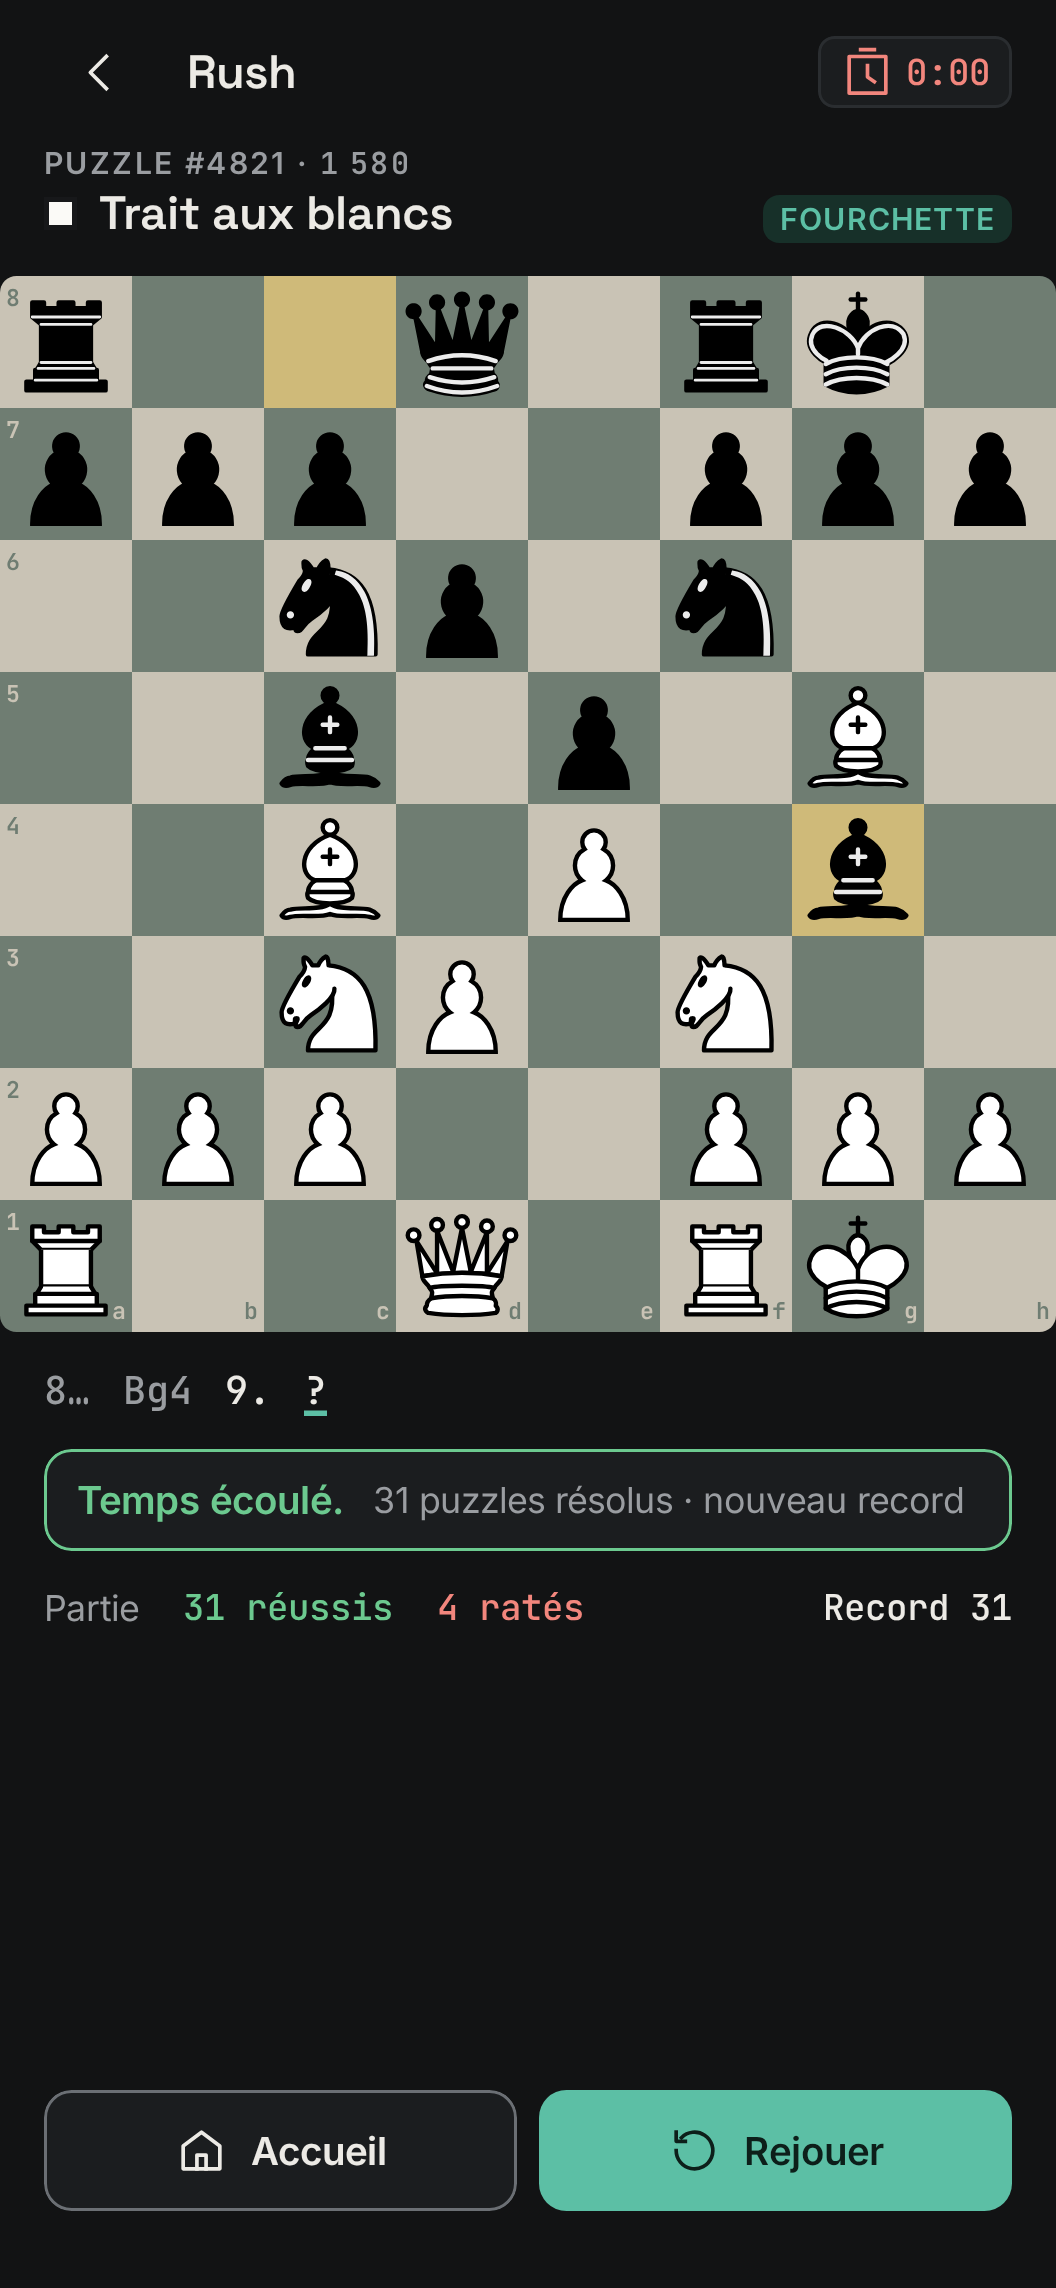 Rush
0:00
PUZZLE #4821 · 1 580
Trait aux blancs
FOURCHETTE
8
7
6
5
4
3
2
1
a b c d e f g h
8… Bg4 9. ?
Temps écoulé. 31 puzzles résolus · nouveau record
Partie 31 réussis 4 ratés Record 31
Accueil
Rejouer